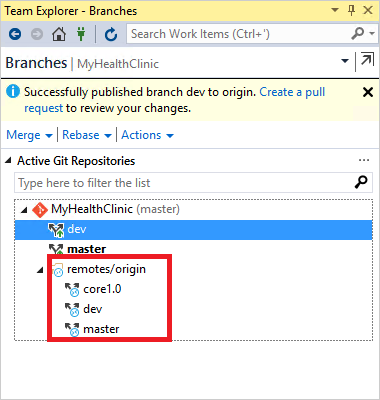 Team Explorer - Branches
Search Work Items (Ctrl+')
Branches | MyHealthClinic
Successfully published branch dev to origin. Create a pull
request to review your changes.
Merge | Rebase | Actions
Active Git Repositories
Type here to filter the list
MyHealthClinic (master)
dev
master
remotes/origin
core1.0
dev
master